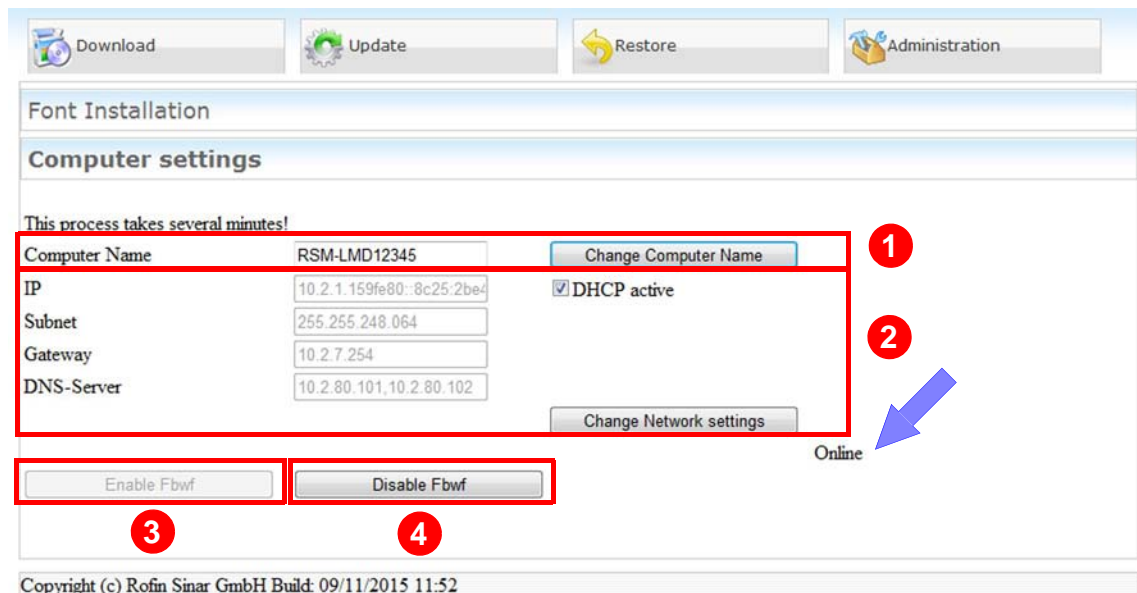 Download Update Restore Administration
Font Installation
Computer settings
This process takes several minutes!
Computer Name RSM-LMD12345 Change Computer Name 1
IP 10.2.1.159fe80::8c25:2be4 DHCP active
Subnet 255.255.248.064
2
Gateway 10.2.7.254
DNS-Server 10.2.80.101,10.2.80.102
Change Network settings
Online
Enable Fbwf Disable Fbwf
3 4
Copyright (c) Rofin Sinar GmbH Build: 09/11/2015 11:52